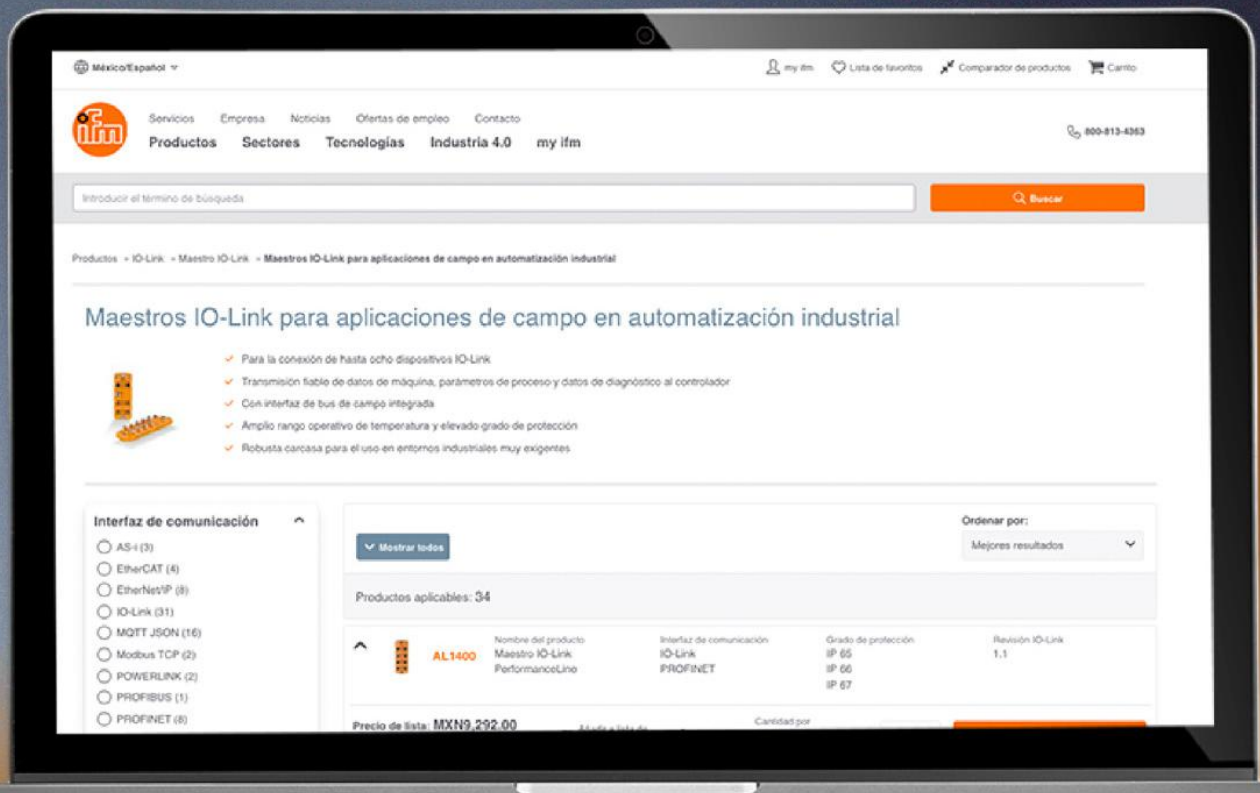 México/Español
my ifm
Lista de favoritos
Comparador de productos
Carrito
ifm
Servicios Empresa Noticias Ofertas de empleo Contacto
Productos Sectores Tecnologías Industria 4.0 my ifm
800-813-4363
Introducir el término de búsqueda
Buscar
Productos » IO-Link » Maestro IO-Link » Maestros IO-Link para aplicaciones de campo en automatización industrial
Maestros IO-Link para aplicaciones de campo en automatización industrial
Para la conexión de hasta ocho dispositivos IO-Link
Transmisión fiable de datos de máquina, parámetros de proceso y datos de diagnóstico al controlador
Con interfaz de bus de campo integrada
Amplio rango operativo de temperatura y elevado grado de protección
Robusta carcasa para el uso en entornos industriales muy exigentes
Interfaz de comunicación
AS-i (3)
EtherCAT (4)
EtherNet/IP (8)
IO-Link (31)
MQTT JSON (16)
Modbus TCP (2)
POWERLINK (2)
PROFIBUS (1)
PROFINET (8)
Mostrar todos
Ordenar por:
Mejores resultados
Productos aplicables: 34
AL1400
Nombre del producto
Maestro IO-Link
PerformanceLine
Interfaz de comunicación
IO-Link
PROFINET
Grado de protección
IP 65
IP 66
IP 67
Revisión IO-Link
1.1
Precio de lista: MXN9,292.00
Cantidad por